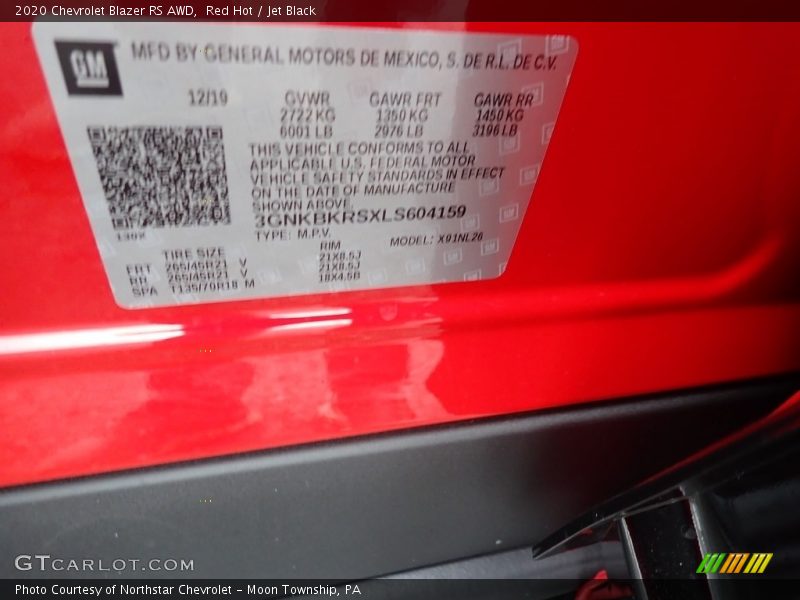 2020 Chevrolet Blazer RS AWD,  Red Hot / Jet Black
GM
MFD BY GENERAL MOTORS DE MEXICO, S. DE R.L. DE C.V.
12/19 GVWR GAWR FRT GAWR RR
2722 KG 1350 KG 1450 KG
6001 LB 2976 LB 3196 LB
THIS VEHICLE CONFORMS TO ALL
APPLICABLE U.S. FEDERAL MOTOR
VEHICLE SAFETY STANDARDS IN EFFECT
ON THE DATE OF MANUFACTURE
SHOWN ABOVE.
3GNKBKRSXLS604159
TYPE: M.P.V. MODEL: X91NL26
TIRE SIZE RIM
FRT 265/45R21 V 21X8.5J
RR 265/45R21 V 21X8.5J
SPA T135/70R18 M 18X4.5B
GTCARLOT.COM
Photo Courtesy of Northstar Chevrolet – Moon Township, PA